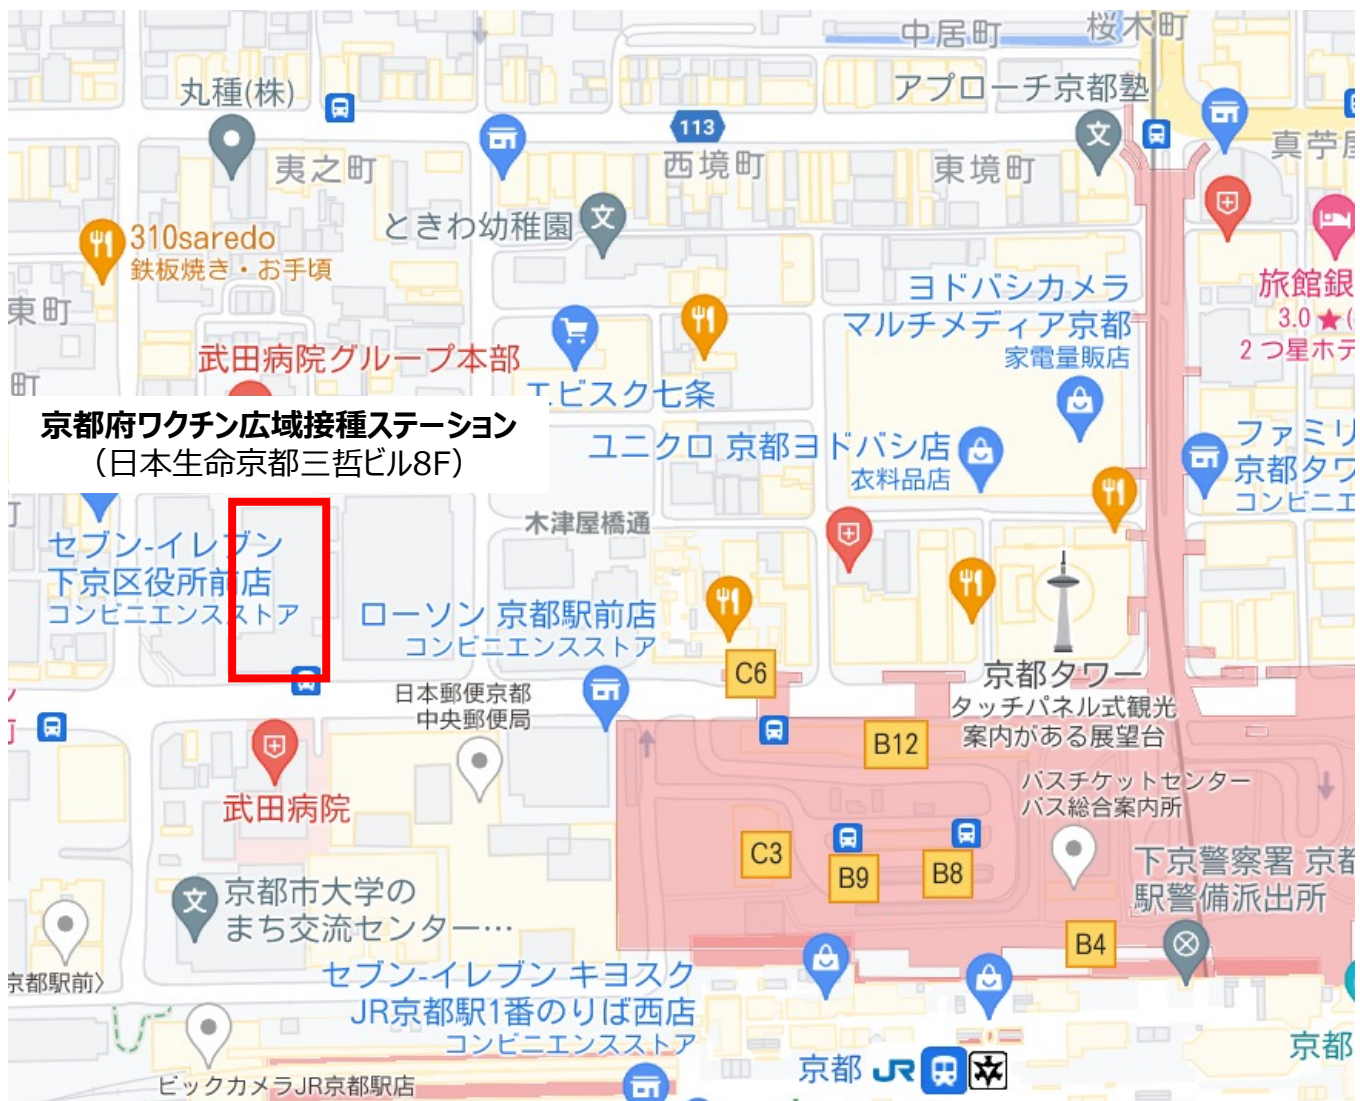 中居町
桜木町
丸種(株)
アプローチ京都塾
113
夷之町
西境町
東境町
真苧屋
ときわ幼稚園
310saredo
鉄板焼き・お手頃
東町
ヨドバシカメラ
マルチメディア京都
家電量販店
旅館銀
3.0 ★(
2 つ星ホテ
武田病院グループ本部
町
エビスク七条
京都府ワクチン広域接種ステーション
（日本生命京都三哲ビル8F）
ユニクロ 京都ヨドバシ店
衣料品店
ファミリ
京都タワ
コンビニエ
木津屋橋通
セブン-イレブン
下京区役所前店
コンビニエンスストア
ローソン 京都駅前店
コンビニエンスストア
C6
京都タワー
タッチパネル式観光
案内がある展望台
日本郵便京都
中央郵便局
B12
バスチケットセンター
バス総合案内所
武田病院
C3
B9
B8
下京警察署 京都
駅警備派出所
京都市大学の
まち交流センター…
B4
京都駅前〉
セブン-イレブン キヨスク
JR京都駅1番のりば西店
コンビニエンスストア
京都
京都 JR
ビックカメラJR京都駅店